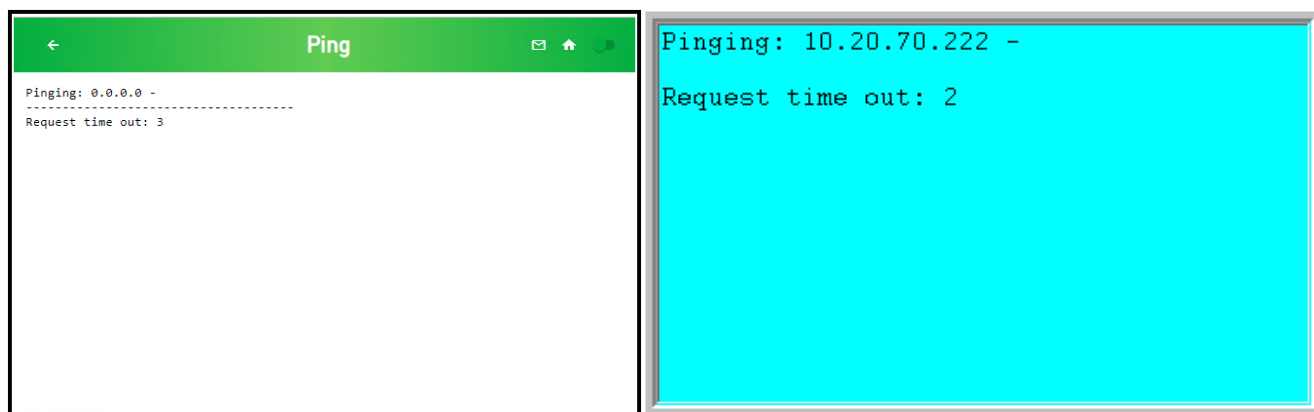 Ping
Pinging: 0.0.0.0 -
-----------------------------------
Request time out: 3
Pinging: 10.20.70.222 -
Request time out: 2